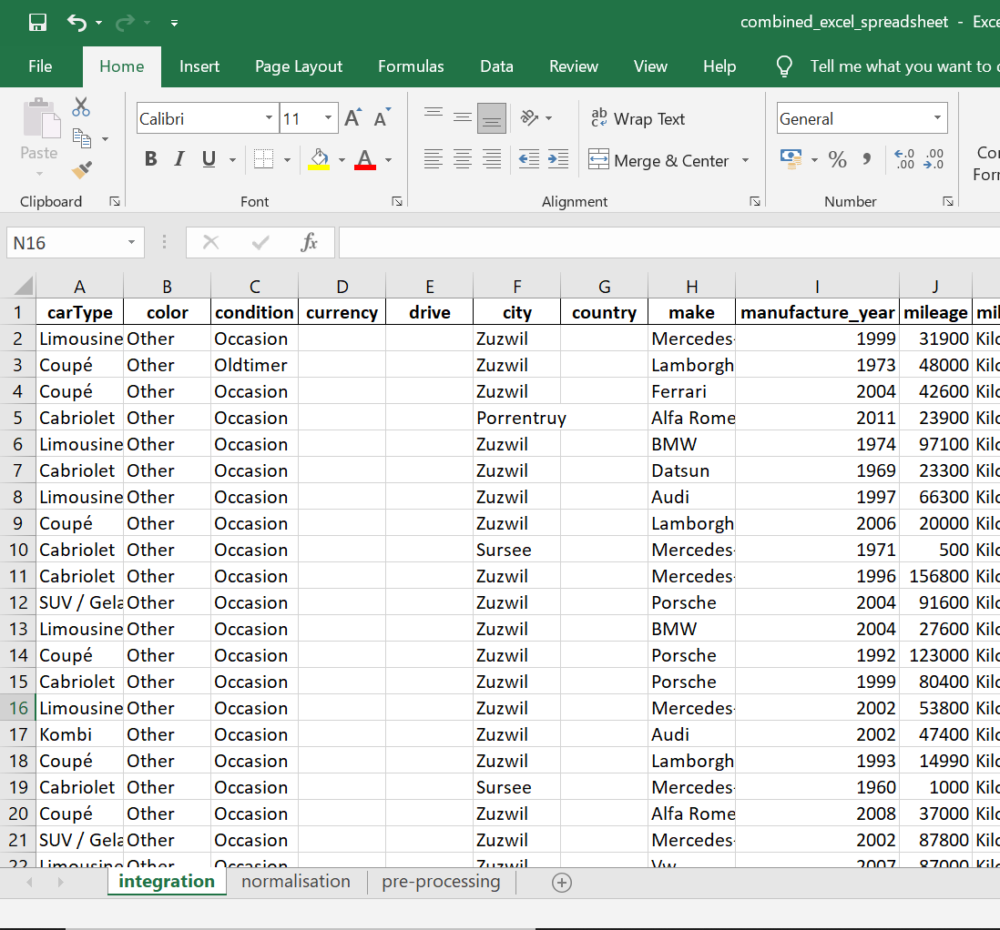 combined_excel_spreadsheet - Exce
File Home Insert Page Layout Formulas Data Review View Help Tell me what you want to
Calibri 11 ab Wrap Text General
Paste B I U Merge & Center % Co
For
Clipboard Font Alignment Number
N16 fx
A B C D E F G H I J
1 carType color condition currency drive city country make manufacture_year mileage mil
2 Limousine Other Occasion Zuzwil Mercedes- 1999 31900 Kilo
3 Coupé Other Oldtimer Zuzwil Lamborgh 1973 48000 Kilo
4 Coupé Other Occasion Zuzwil Ferrari 2004 42600 Kilo
5 Cabriolet Other Occasion Porrentruy Alfa Rome 2011 23900 Kilo
6 Limousine Other Occasion Zuzwil BMW 1974 97100 Kilo
7 Cabriolet Other Occasion Zuzwil Datsun 1969 23300 Kilo
8 Limousine Other Occasion Zuzwil Audi 1997 66300 Kilo
9 Coupé Other Occasion Zuzwil Lamborgh 2006 20000 Kilo
10 Cabriolet Other Occasion Sursee Mercedes- 1971 500 Kilo
11 Cabriolet Other Occasion Zuzwil Mercedes- 1996 156800 Kilo
12 SUV / Gela Other Occasion Zuzwil Porsche 2004 91600 Kilo
13 Limousine Other Occasion Zuzwil BMW 2004 27600 Kilo
14 Coupé Other Occasion Zuzwil Porsche 1992 123000 Kilo
15 Cabriolet Other Occasion Zuzwil Porsche 1999 80400 Kilo
16 Limousine Other Occasion Zuzwil Mercedes- 2002 53800 Kilo
17 Kombi Other Occasion Zuzwil Audi 2002 47400 Kilo
18 Coupé Other Occasion Zuzwil Lamborgh 1993 14990 Kilo
19 Cabriolet Other Occasion Sursee Mercedes- 1960 1000 Kilo
20 Coupé Other Occasion Zuzwil Alfa Rome 2008 37000 Kilo
21 SUV / Gela Other Occasion Zuzwil Mercedes- 2002 87800 Kilo
22 Limousine Other Occasion Zuzwil Vw 2007 87000 Kilo
integration normalisation pre-processing